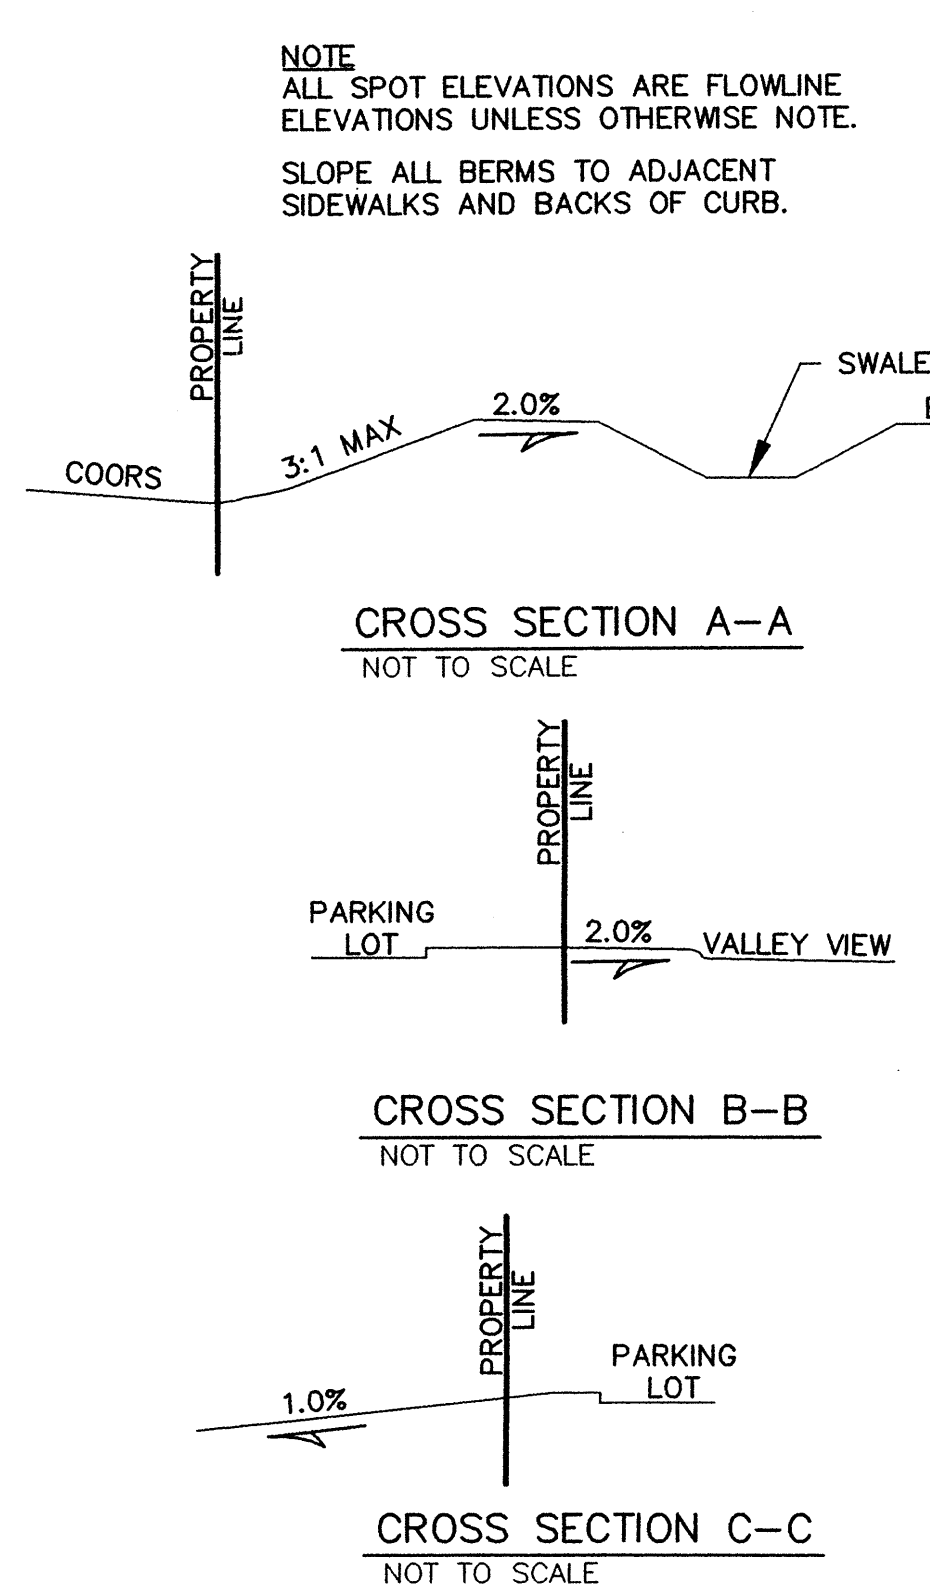 NOTE
ALL SPOT ELEVATIONS ARE FLOWLINE
ELEVATIONS UNLESS OTHERWISE NOTE.
SLOPE ALL BERMS TO ADJACENT
SIDEWALKS AND BACKS OF CURB.
PROPERTY
LINE
COORS
3:1 MAX
2.0%
SWALE
CROSS SECTION A-A
NOT TO SCALE
PROPERTY
LINE
PARKING
LOT
2.0%
VALLEY VIEW
CROSS SECTION B-B
NOT TO SCALE
PROPERTY
LINE
1.0%
PARKING
LOT
CROSS SECTION C-C
NOT TO SCALE